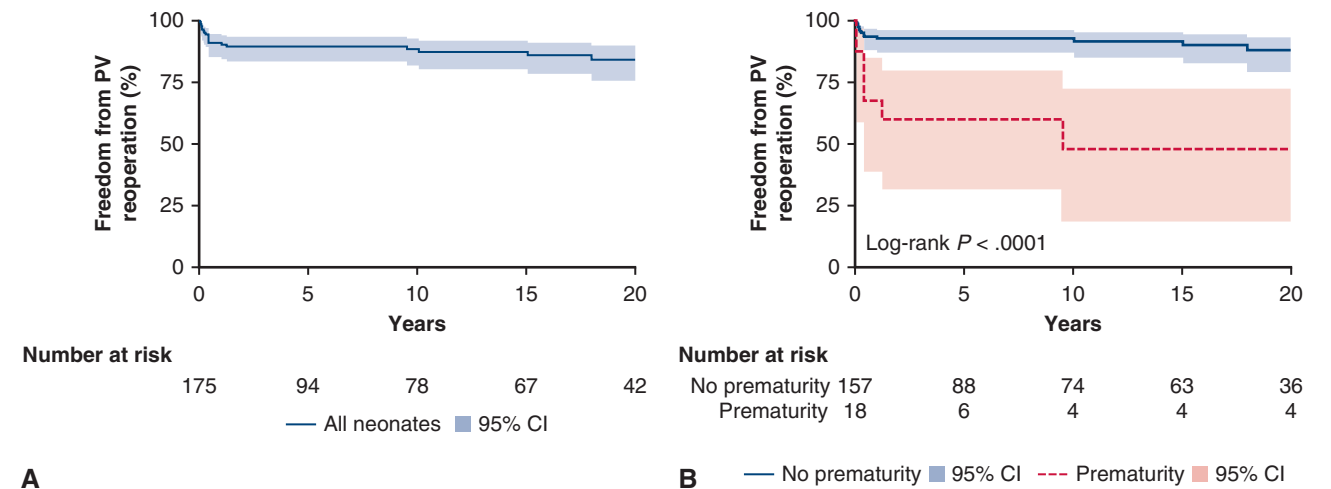 Freedom from PV
reoperation (%)
100
75
50
25
0
0 5 10 15 20
Years
Number at risk
175 94 78 67 42
All neonates 95% CI
A
Freedom from PV
reoperation (%)
100
75
50
25
0
Log-rank P < .0001
0 5 10 15 20
Years
Number at risk
No prematurity 157 88 74 63 36
Prematurity 18 6 4 4 4
No prematurity 95% CI Prematurity 95% CI
B